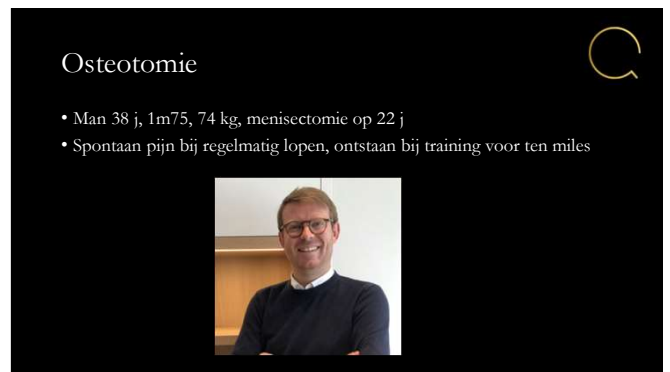 Osteotomie
• Man 38 j, 1m75, 74 kg, menisectomie op 22 j
• Spontaan pijn bij regelmatig lopen, ontstaan bij training voor ten miles